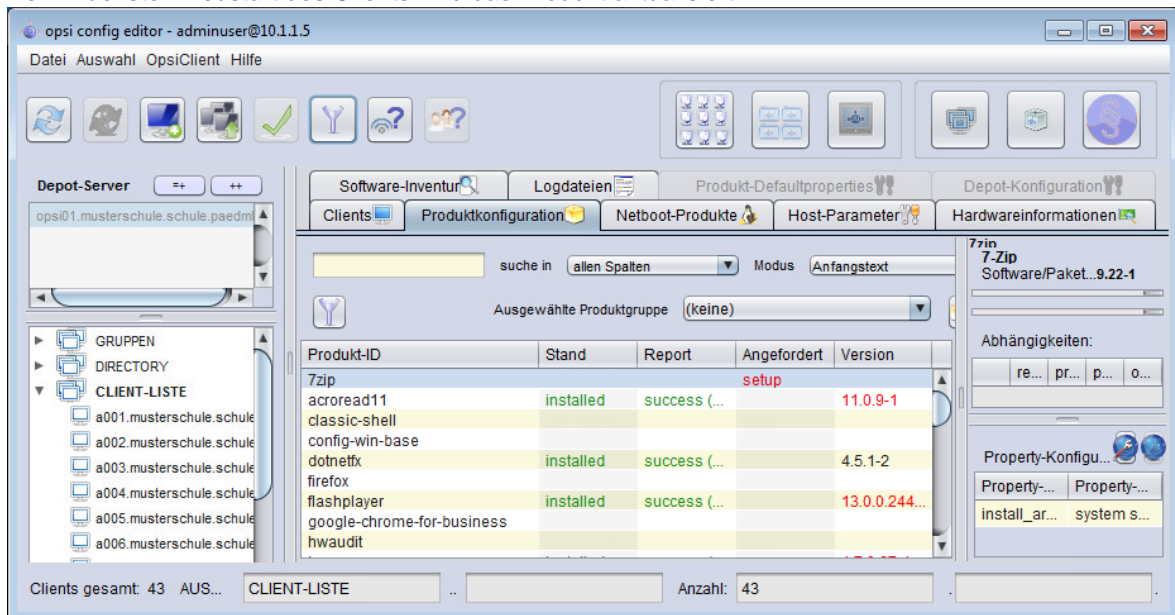 opsi config editor - adminuser@10.1.1.5
Datei Auswahl OpsiClient Hilfe
Depot-Server =+ ++
opsi01.musterschule.schule.paedml
GRUPPEN
DIRECTORY
CLIENT-LISTE
a001.musterschule.schule
a002.musterschule.schule
a003.musterschule.schule
a004.musterschule.schule
a005.musterschule.schule
a006.musterschule.schule
Software-Inventur Logdateien Produkt-Defaultproperties Depot-Konfiguration
Clients Produktkonfiguration Netboot-Produkte Host-Parameter Hardwareinformationen
suche in allen Spalten Modus Anfangstext
Ausgewählte Produktgruppe (keine)
Produkt-ID Stand Report Angefordert Version
7zip setup
acroread11 installed success (... 11.0.9-1
classic-shell
config-win-base
dotnetfx installed success (... 4.5.1-2
firefox
flashplayer installed success (... 13.0.0.244...
google-chrome-for-business
hwaudit
7zip
7-Zip
Software/Paket...9.22-1
Abhängigkeiten:
re... pr... p... o...
Property-Konfigu...
Property-... Property-...
install_ar... system s...
Clients gesamt: 43 AUS... CLIENT-LISTE .. Anzahl: 43 . .